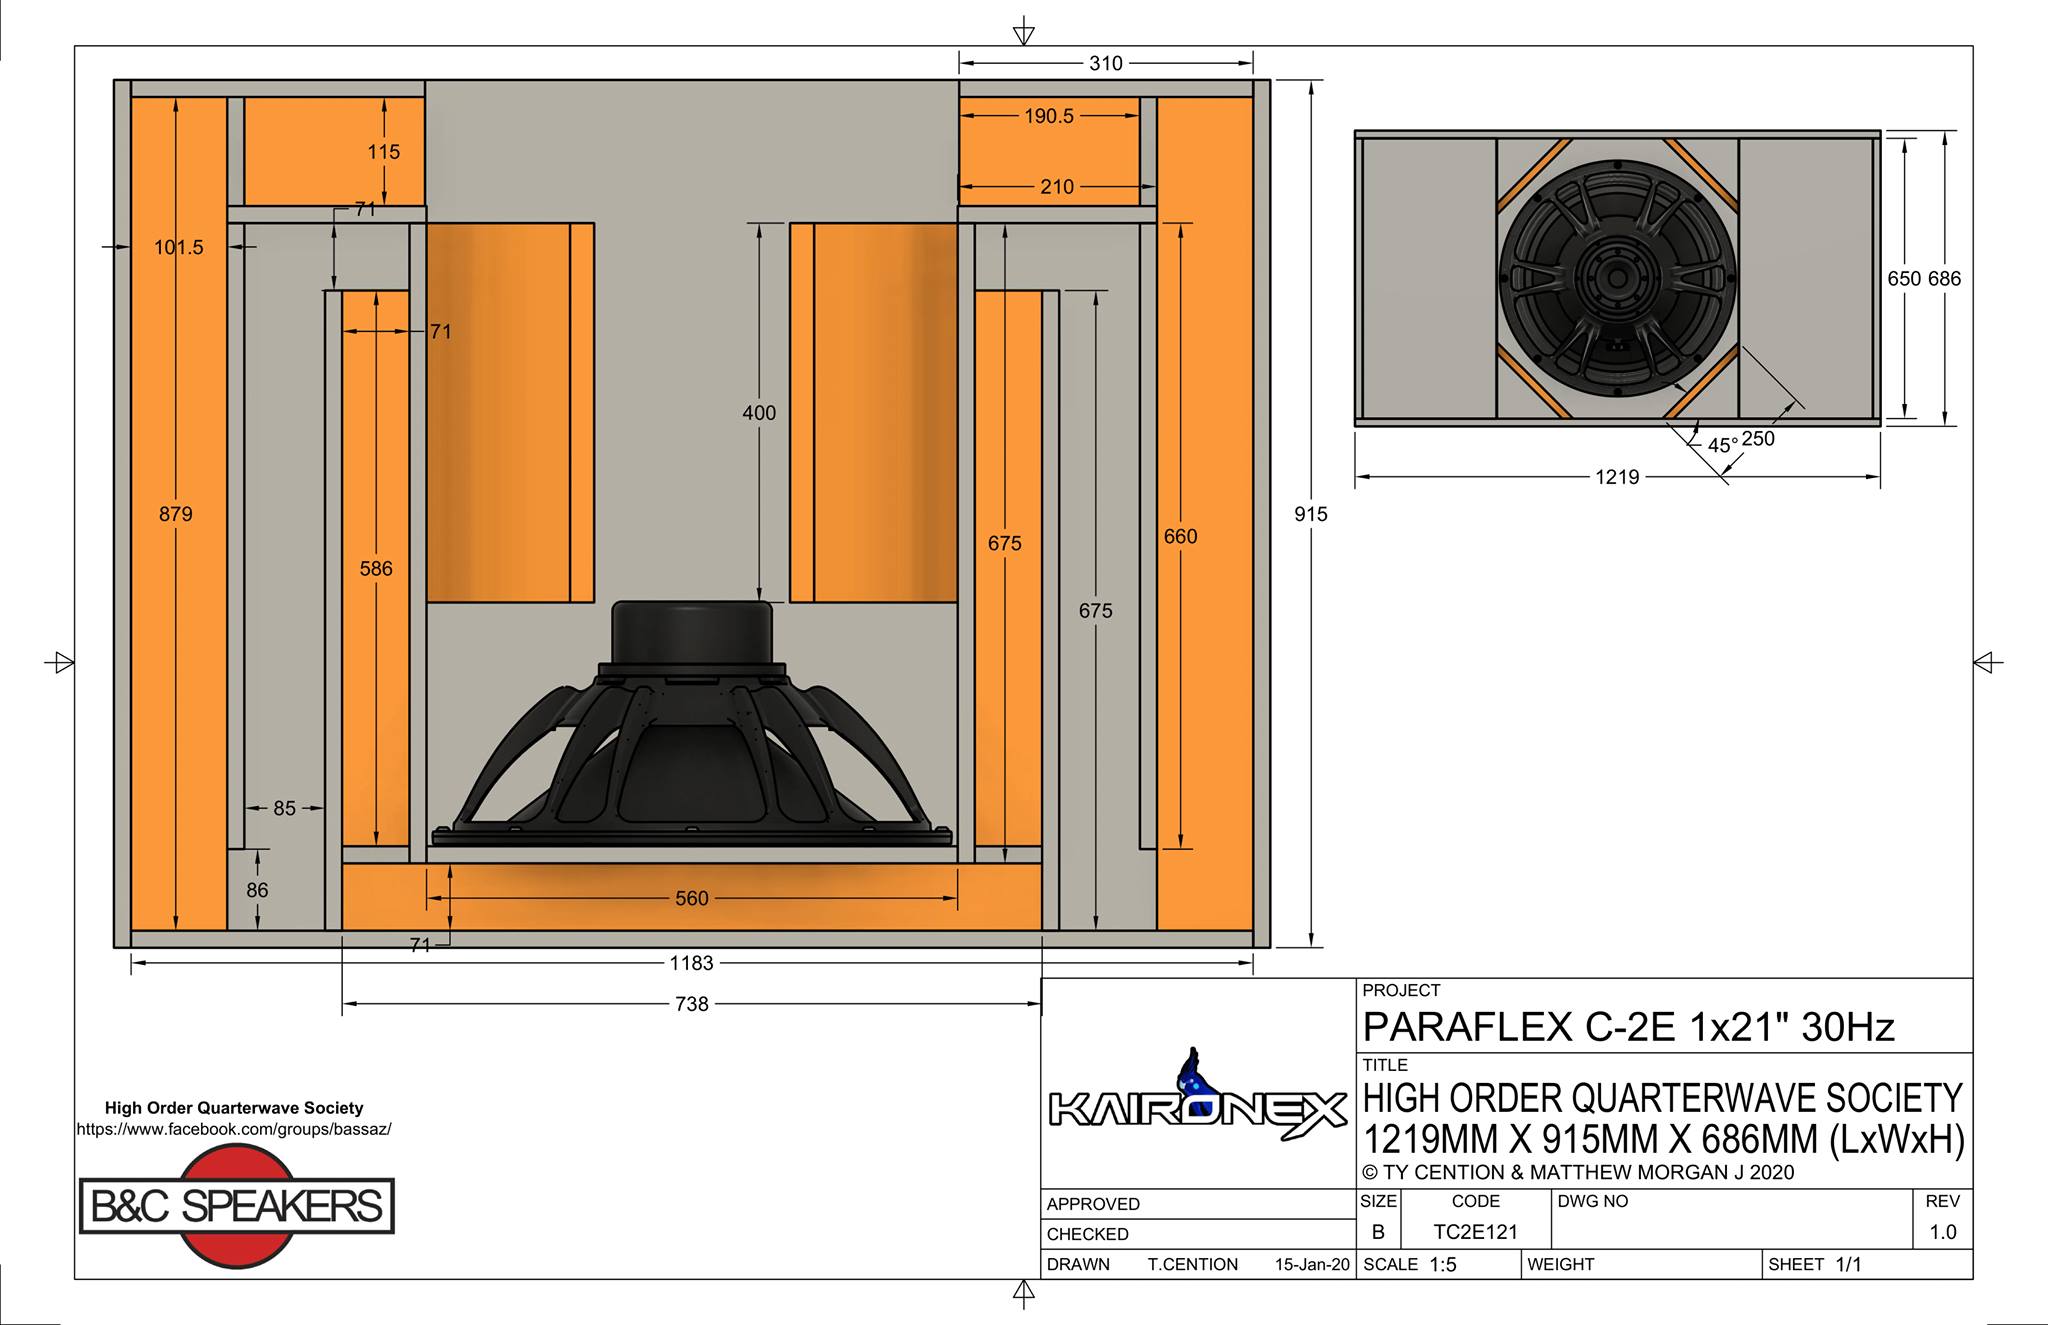 310
190.5
115
210
71
101.5
650
686
71
45°
250
400
1219
879
915
675
660
586
675
85
86
560
71
1183
738
PROJECT
PARAFLEX C-2E 1x21" 30Hz
TITLE
HIGH ORDER QUARTERWAVE SOCIETY
1219MM X 915MM X 686MM (LxWxH)
© TY CENTION & MATTHEW MORGAN J 2020
KAIRONEX
High Order Quarterwave Society
https://www.facebook.com/groups/bassaz/
B&C SPEAKERS
APPROVED
CHECKED
DRAWN T.CENTION 15-Jan-20
SIZE CODE DWG NO REV
B TC2E121 1.0
SCALE 1:5 WEIGHT SHEET 1/1